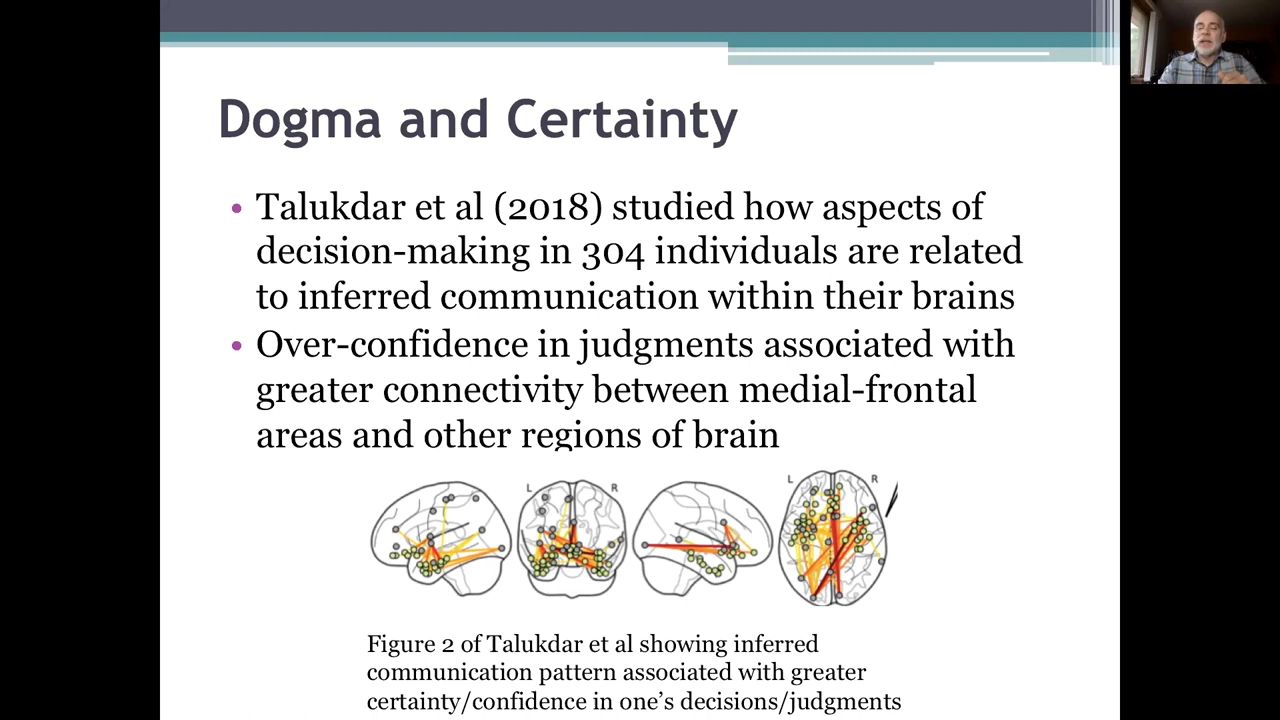 Dogma and Certainty
• Talukdar et al (2018) studied how aspects of
decision-making in 304 individuals are related
to inferred communication within their brains
• Over-confidence in judgments associated with
greater connectivity between medial-frontal
areas and other regions of brain
L R L R
Figure 2 of Talukdar et al showing inferred
communication pattern associated with greater
certainty/confidence in one's decisions/judgments